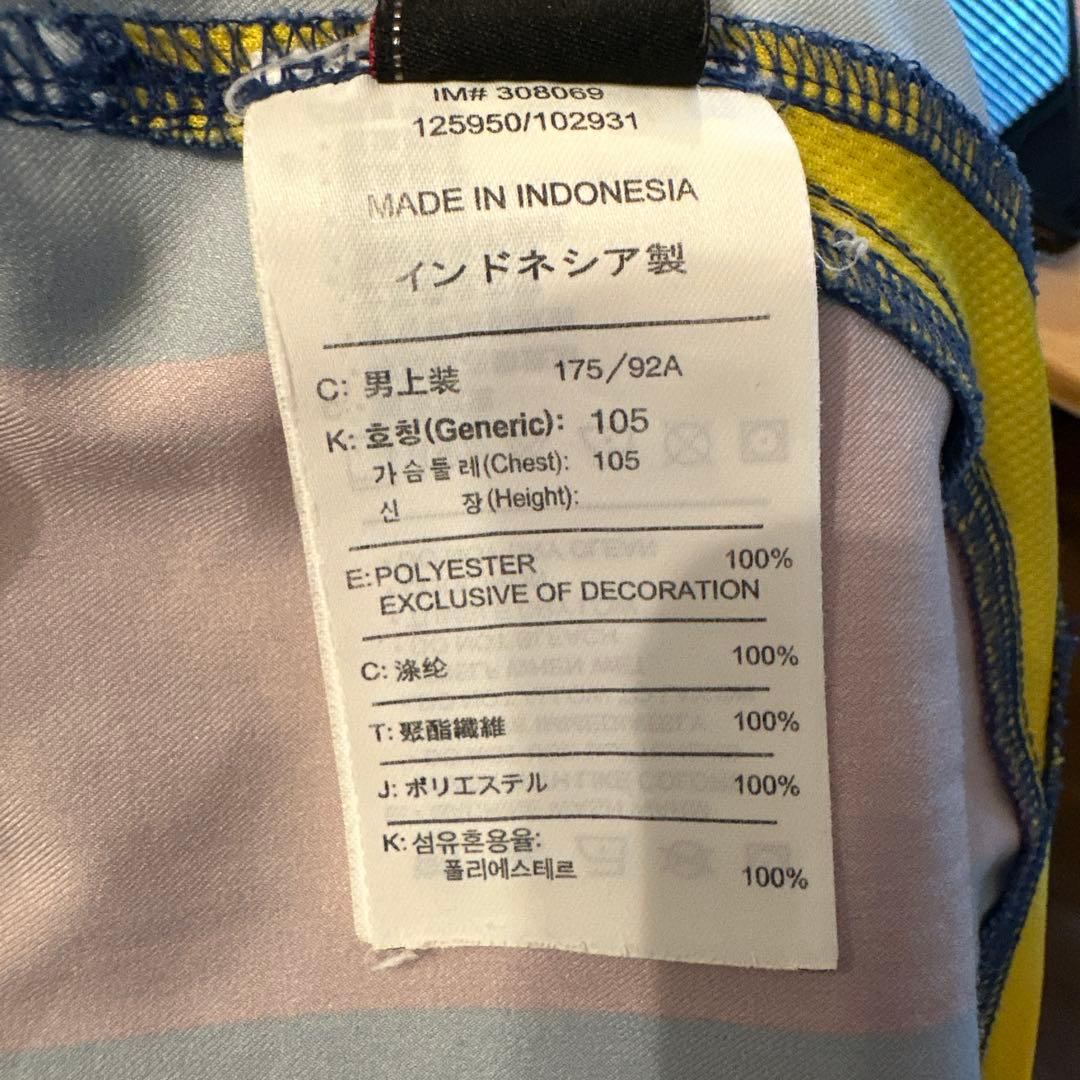 IM# 308069
125950/102931
MADE IN INDONESIA
インドネシア製
C: 男上装 175/92A
K: 호칭(Generic): 105
가슴둘레(Chest): 105
신 장(Height):
E: POLYESTER 100%
EXCLUSIVE OF DECORATION
C: 涤纶 100%
T: 聚酯纖維 100%
J: ポリエステル 100%
K: 섬유혼용율:
폴리에스테르 100%